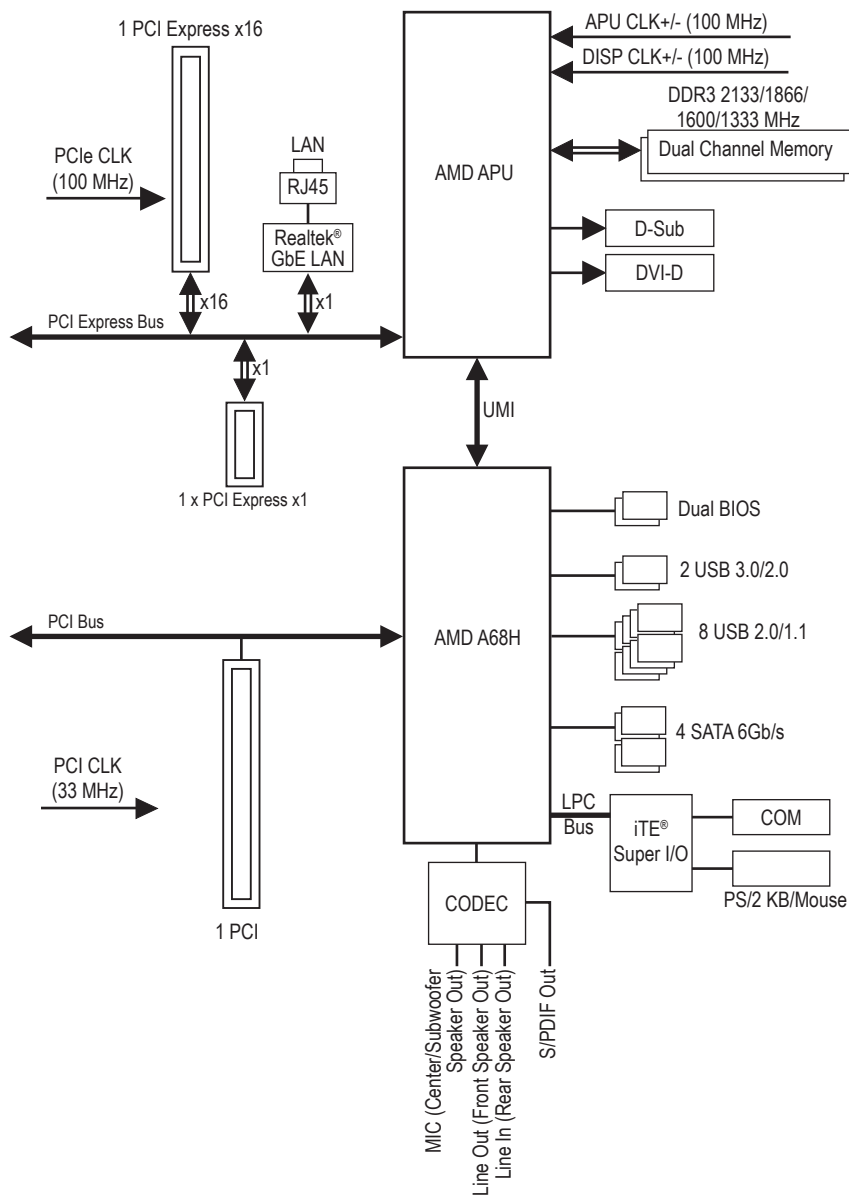 1 PCI Express x16
APU CLK+/- (100 MHz)
DISP CLK+/- (100 MHz)
DDR3 2133/1866/
1600/1333 MHz
Dual Channel Memory
PCIe CLK
(100 MHz)
LAN
RJ45
Realtek®
GbE LAN
AMD APU
D-Sub
DVI-D
x16
x1
PCI Express Bus
x1
1 x PCI Express x1
UMI
Dual BIOS
2 USB 3.0/2.0
PCI Bus
AMD A68H
8 USB 2.0/1.1
4 SATA 6Gb/s
PCI CLK
(33 MHz)
LPC
Bus
iTE®
Super I/O
COM
PS/2 KB/Mouse
1 PCI
CODEC
MIC (Center/Subwoofer
Speaker Out)
Line Out (Front Speaker Out)
Line In (Rear Speaker Out)
S/PDIF Out